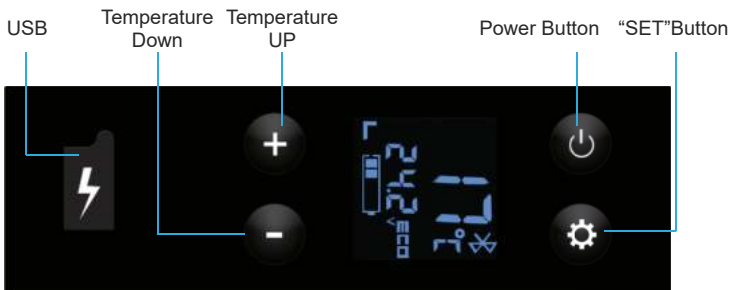 USB
Temperature
Down
Temperature
UP
Power Button
“SET”Button
L
24.2 V
ECO